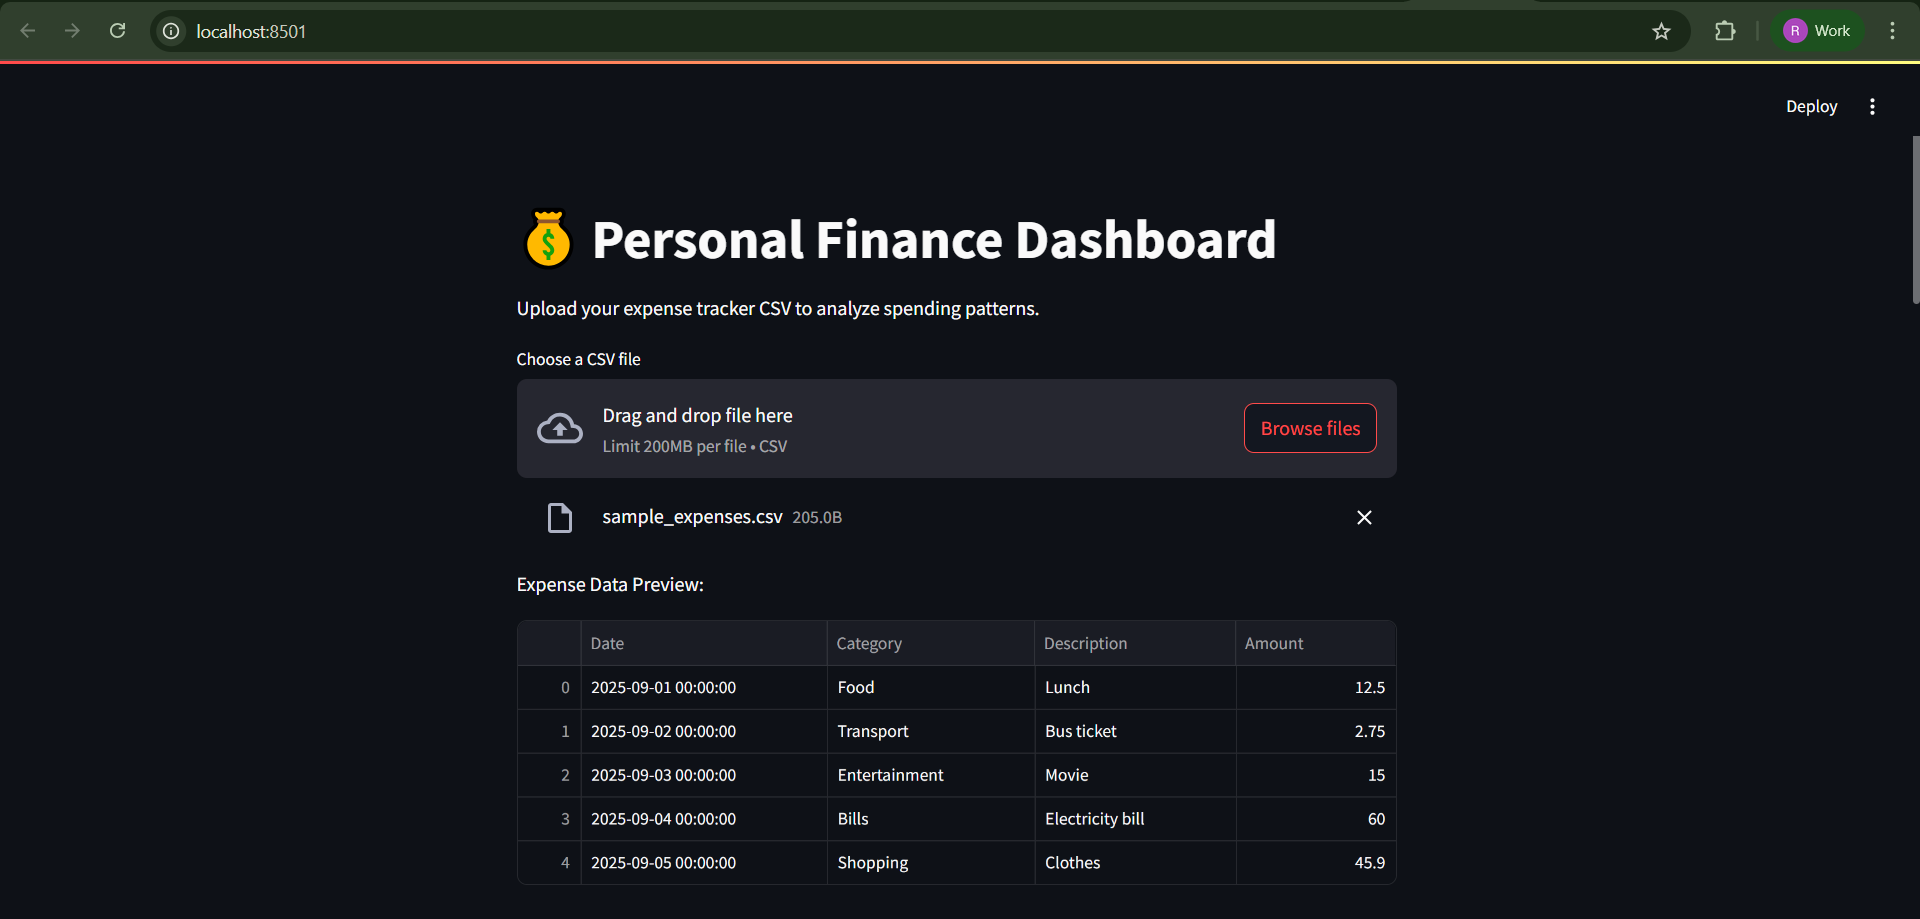 localhost:8501
R Work
Deploy
Personal Finance Dashboard
Upload your expense tracker CSV to analyze spending patterns.
Choose a CSV file
Drag and drop file here
Limit 200MB per file • CSV
Browse files
sample_expenses.csv 205.0B
Expense Data Preview:
Date Category Description Amount
0 2025-09-01 00:00:00 Food Lunch 12.5
1 2025-09-02 00:00:00 Transport Bus ticket 2.75
2 2025-09-03 00:00:00 Entertainment Movie 15
3 2025-09-04 00:00:00 Bills Electricity bill 60
4 2025-09-05 00:00:00 Shopping Clothes 45.9